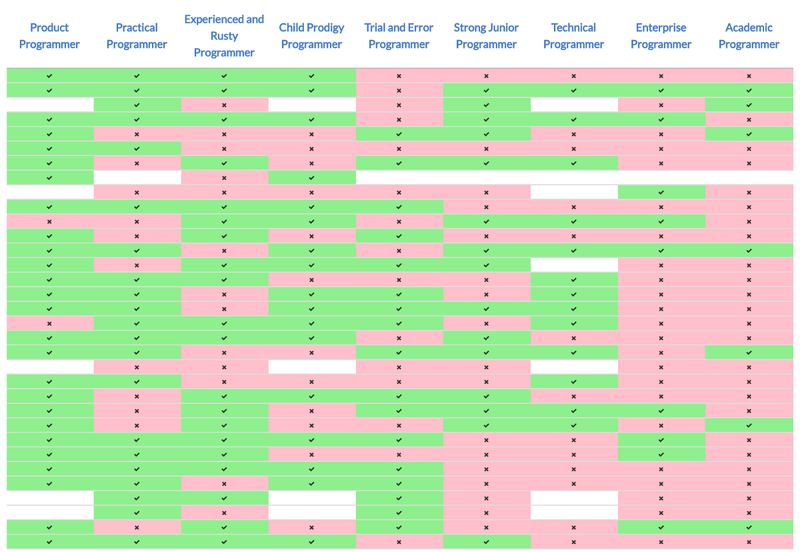 Product Programmer
Practical Programmer
Experienced and Rusty Programmer
Child Prodigy Programmer
Trial and Error Programmer
Strong Junior Programmer
Technical Programmer
Enterprise Programmer
Academic Programmer